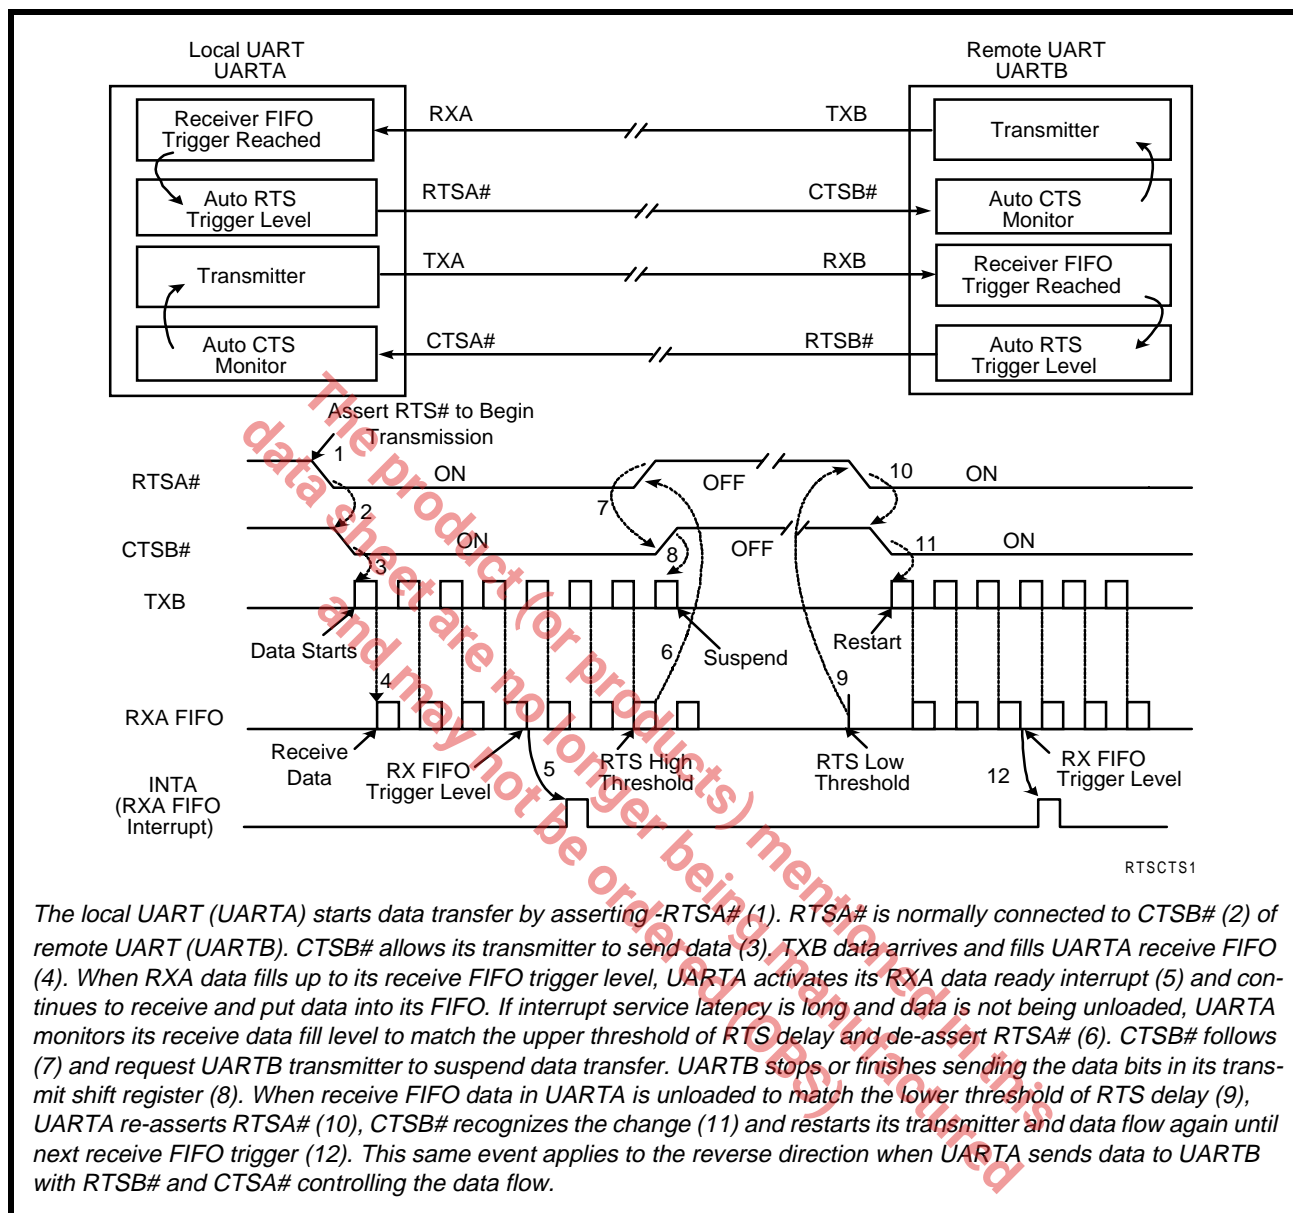 Local UART
UARTA
Remote UART
UARTB
Receiver FIFO
Trigger Reached
RXA
TXB
Transmitter
Auto RTS
Trigger Level
RTSA#
CTSB#
Auto CTS
Monitor
Transmitter
TXA
RXB
Receiver FIFO
Trigger Reached
Auto CTS
Monitor
CTSA#
RTSB#
Auto RTS
Trigger Level
Assert RTS# to Begin
Transmission
1
RTSA#
ON
7
OFF
10
ON
2
CTSB#
ON
8
OFF
11
ON
3
TXB
Data Starts
6
Suspend
Restart
4
9
RXA FIFO
Receive
Data
RX FIFO
Trigger Level
5
RTS High
Threshold
RTS Low
Threshold
12
RX FIFO
Trigger Level
INTA
(RXA FIFO
Interrupt)
RTSCTS1
The local UART (UARTA) starts data transfer by asserting -RTSA# (1). RTSA# is normally connected to CTSB# (2) of
remote UART (UARTB). CTSB# allows its transmitter to send data (3). TXB data arrives and fills UARTA receive FIFO
(4). When RXA data fills up to its receive FIFO trigger level, UARTA activates its RXA data ready interrupt (5) and con-
tinues to receive and put data into its FIFO. If interrupt service latency is long and data is not being unloaded, UARTA
monitors its receive data fill level to match the upper threshold of RTS delay and de-assert RTSA# (6). CTSB# follows
(7) and request UARTB transmitter to suspend data transfer. UARTB stops or finishes sending the data bits in its trans-
mit shift register (8). When receive FIFO data in UARTA is unloaded to match the lower threshold of RTS delay (9),
UARTA re-asserts RTSA# (10), CTSB# recognizes the change (11) and restarts its transmitter and data flow again until
next receive FIFO trigger (12). This same event applies to the reverse direction when UARTA sends data to UARTB
with RTSB# and CTSA# controlling the data flow.
The product (or products) mentioned in this
data sheet are no longer being manufactured
and may not be ordered (OBS)